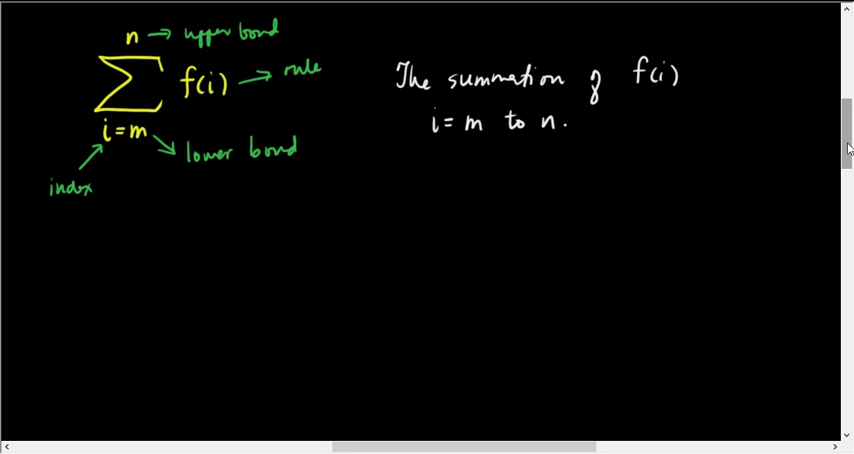 n → upper bond
∑ f(i) → rule
i = m
lower bond
index
The summation of f(i)
i = m to n.